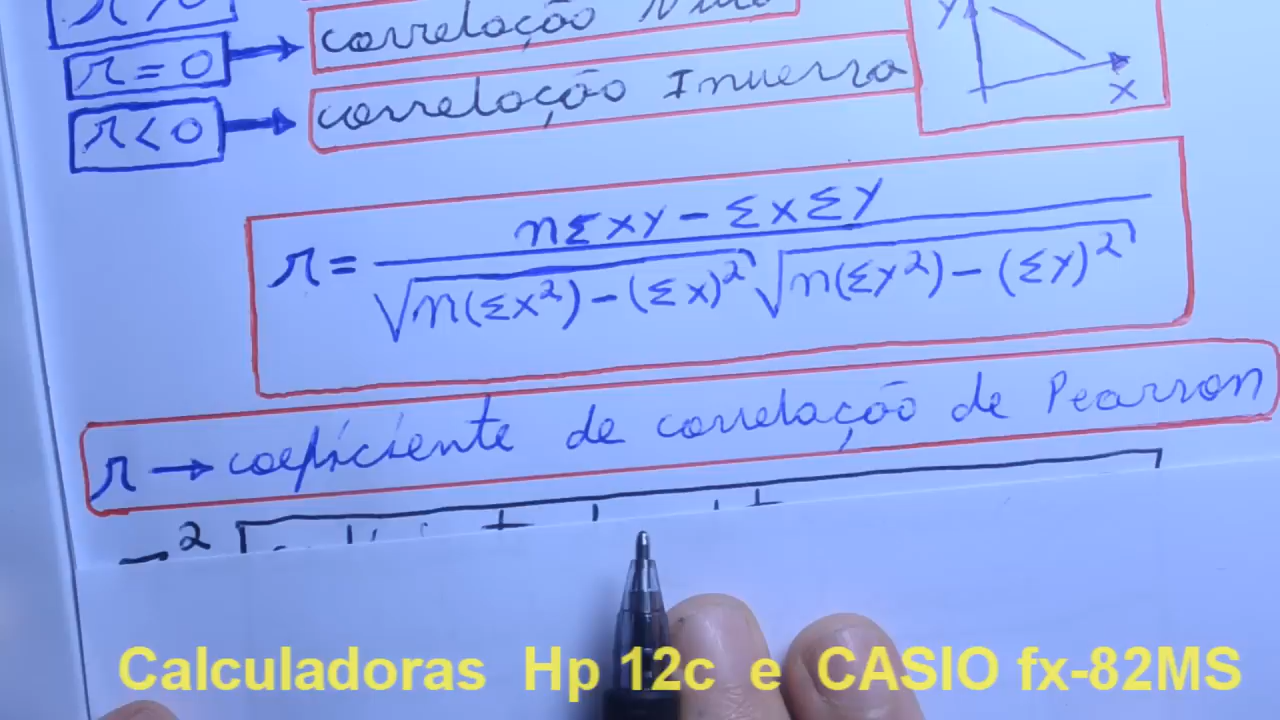 r = 0 → correlação
r < 0 → correlação Inversa
y
x
r = nΣxy - ΣxΣy / √n(Σx²) - (Σx)² √n(Σy²) - (Σy)²
r → coeficiente de correlação de Pearson
2
Calculadoras Hp 12c e CASIO fx-82MS